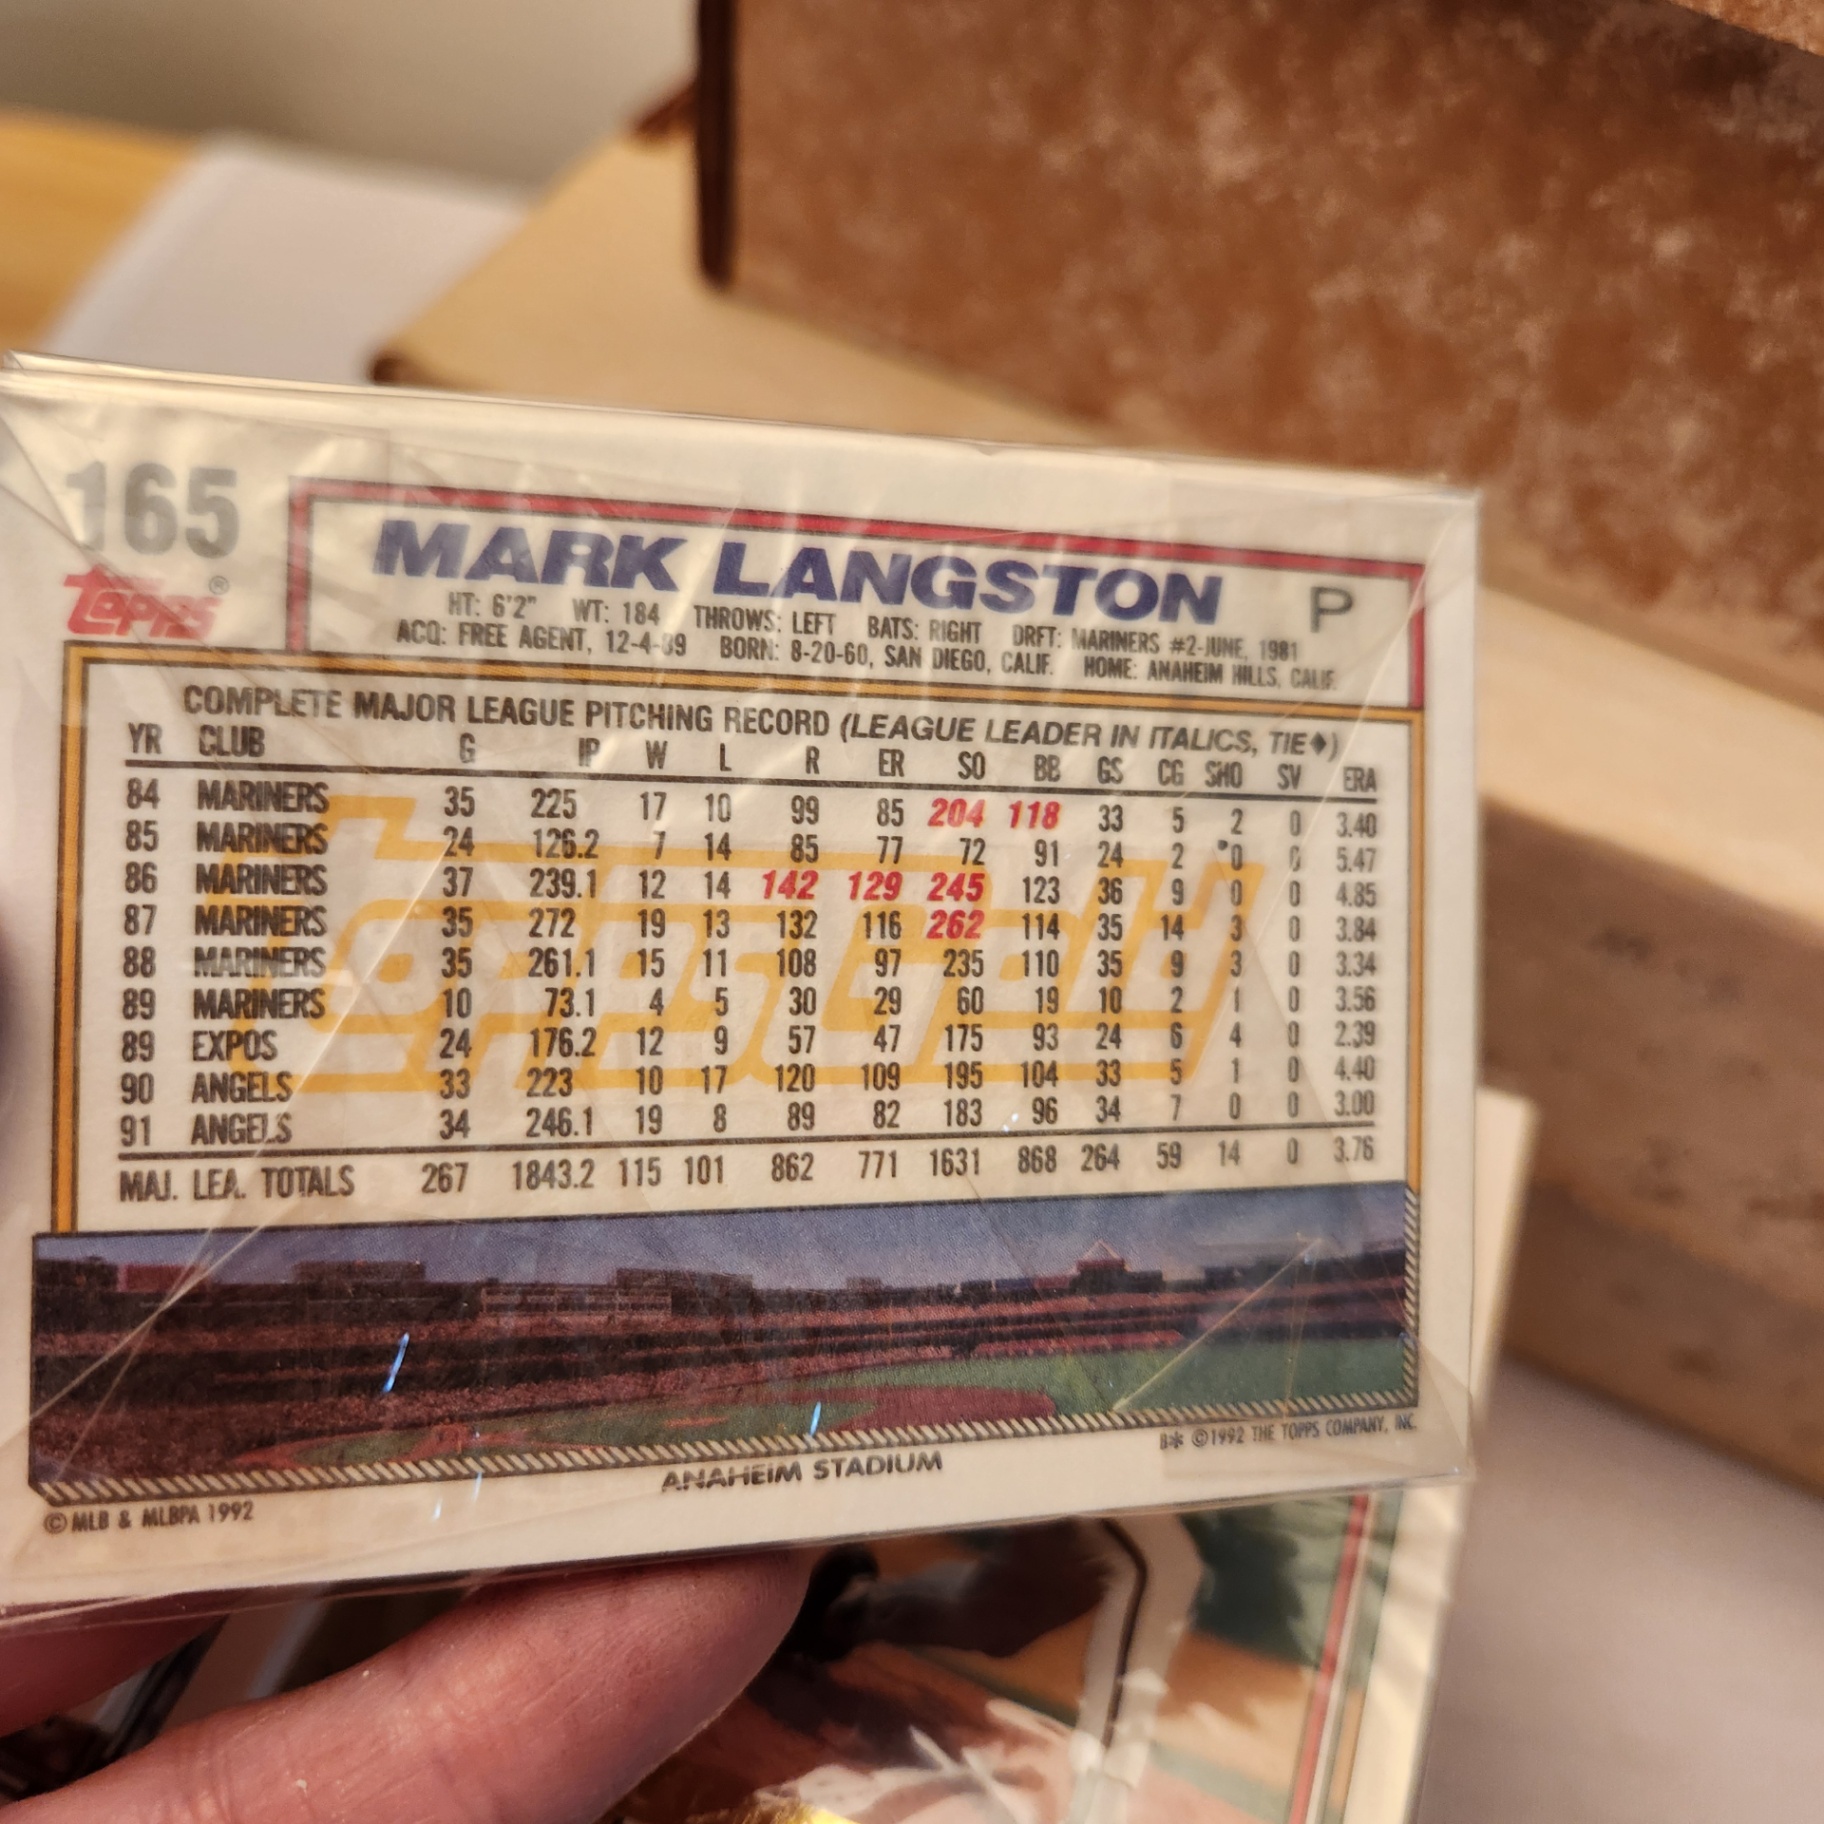 165
Topps®
MARK LANGSTON P
HT: 6'2" WT: 184 THROWS: LEFT BATS: RIGHT DRFT: MARINERS #2-JUNE, 1981
ACQ: FREE AGENT, 12-4-89 BORN: 8-20-60, SAN DIEGO, CALIF. HOME: ANAHEIM HILLS, CALIF.
COMPLETE MAJOR LEAGUE PITCHING RECORD (LEAGUE LEADER IN ITALICS, TIE♦)
YR CLUB G IP W L R ER SO BB GS CG SHO SV ERA
84 MARINERS 35 225 17 10 99 85 204 118 33 5 2 0 3.40
85 MARINERS 24 126.2 7 14 85 77 72 91 24 2 0 0 5.47
86 MARINERS 37 239.1 12 14 142 129 245 123 36 9 0 0 4.85
87 MARINERS 35 272 19 13 132 116 262 114 35 14 3 0 3.84
88 MARINERS 35 261.1 15 11 108 97 235 110 35 9 3 0 3.34
89 MARINERS 10 73.1 4 5 30 29 60 19 10 2 1 0 3.56
89 EXPOS 24 176.2 12 9 57 47 175 93 24 6 4 0 2.39
90 ANGELS 33 223 10 17 120 109 195 104 33 5 1 0 4.40
91 ANGELS 34 246.1 19 8 89 82 183 96 34 7 0 0 3.00
MAJ. LEA. TOTALS 267 1843.2 115 101 862 771 1631 868 264 59 14 0 3.76
ToppsGold
ANAHEIM STADIUM
B* ©1992 THE TOPPS COMPANY, INC.
© MLB & MLBPA 1992